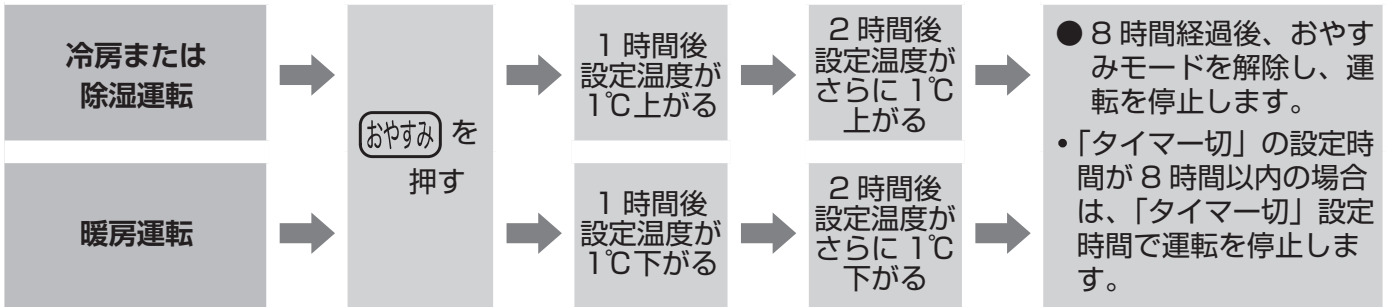 冷房または
除湿運転
おやすみ を
押す
1 時間後
設定温度が
1℃上がる
2 時間後
設定温度が
さらに 1℃
上がる
暖房運転
1 時間後
設定温度が
1℃下がる
2 時間後
設定温度が
さらに 1℃
下がる
● 8 時間経過後、おやす
みモードを解除し、運
転を停止します。
•「タイマー切」の設定時
間が 8 時間以内の場合
は、「タイマー切」設定
時間で運転を停止しま
す。